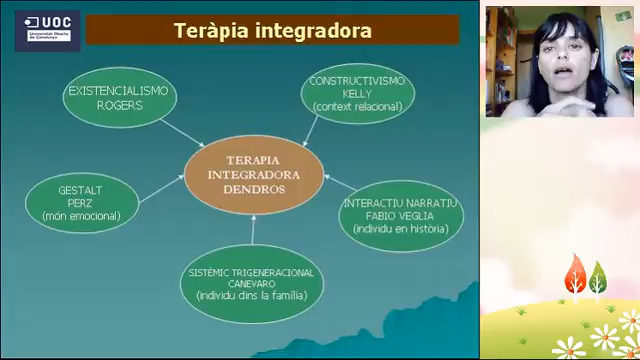 UOC
Universitat Oberta
de Catalunya
Teràpia integradora
EXISTENCIALISMO
ROGERS
CONSTRUCTIVISMO
KELLY
(context relacional)
TERAPIA
INTEGRADORA
DENDROS
GESTALT
PERZ
(món emocional)
INTERACTIU NARRATIU
FABIO VEGLIA
(individu en història)
SISTÈMIC TRIGENERACIONAL
CANEVARO
(individu dins la família)